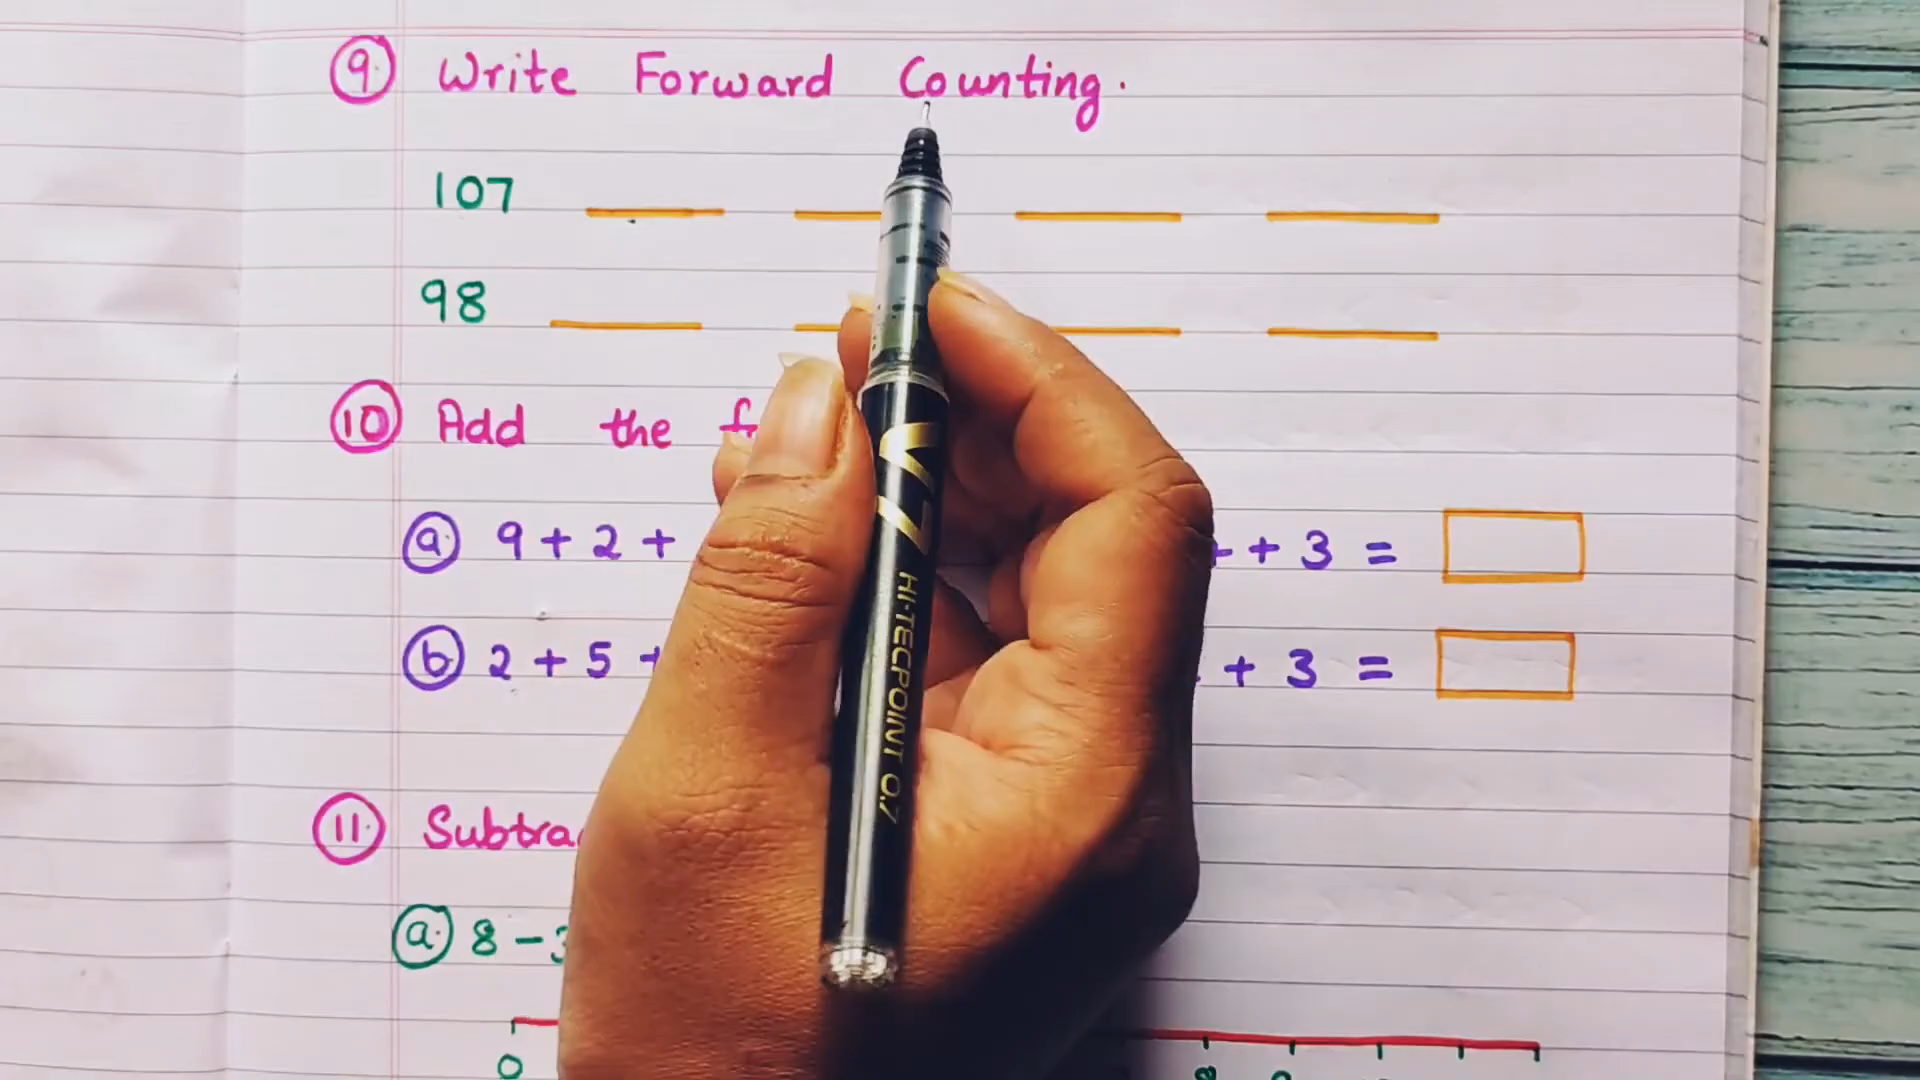 9. Write Forward Counting.
107
98
10 Add the
a. 9 + 2 + + 3 =
b. 2 + 5 + + 3 =
11.
a. 8 -
0
V7 HI-TECPOINT 0.7